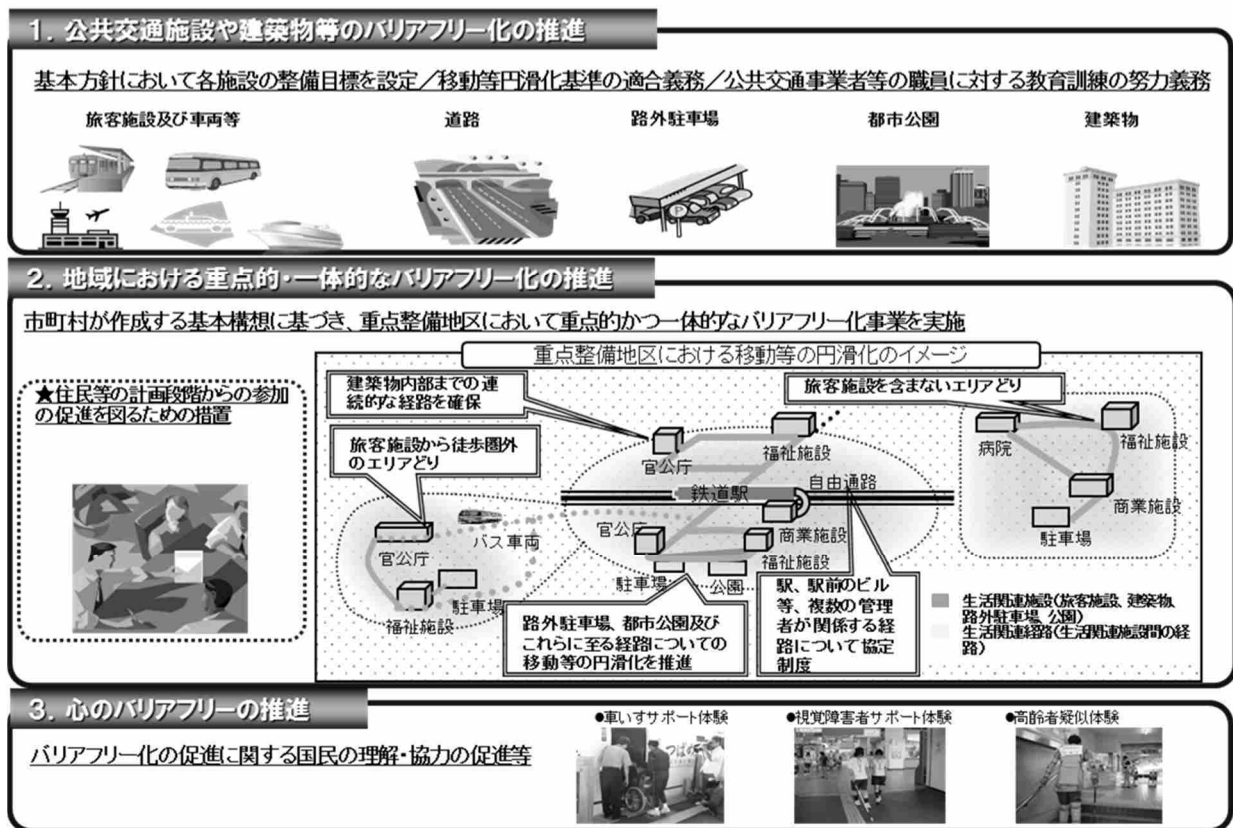 1. 公共交通施設や建築物等のバリアフリー化の推進
基本方針において各施設の整備目標を設定／移動等円滑化基準の適合義務／公共交通事業者等の職員に対する教育訓練の努力義務
旅客施設及び車両等
道路
路外駐車場
都市公園
建築物
P
2. 地域における重点的・一体的なバリアフリー化の推進
市町村が作成する基本構想に基づき、重点整備地区において重点的かつ一体的なバリアフリー化事業を実施
★住民等の計画段階からの参加
の促進を図るための措置
重点整備地区における移動等の円滑化のイメージ
建築物内部までの連
続的な経路を確保
旅客施設から徒歩圏外
のエリアどり
旅客施設を含まないエリアどり
官公庁
福祉施設
鉄道駅
自由通路
官公庁
商業施設
福祉施設
駐車場
公園
官公庁
バス車両
駐車場
福祉施設
病院
福祉施設
商業施設
駐車場
路外駐車場、都市公園及び
これらに至る経路についての
移動等の円滑化を推進
駅、駅前のビル
等、複数の管理
者が関係する経
路について協定
制度
生活関連施設(旅客施設、建築物、
路外駐車場、公園)
生活関連経路(生活関連施設間の経
路)
3. 心のバリアフリーの推進
バリアフリー化の促進に関する国民の理解・協力の促進等
●車いすサポート体験
●視覚障害者サポート体験
●高齢者疑似体験